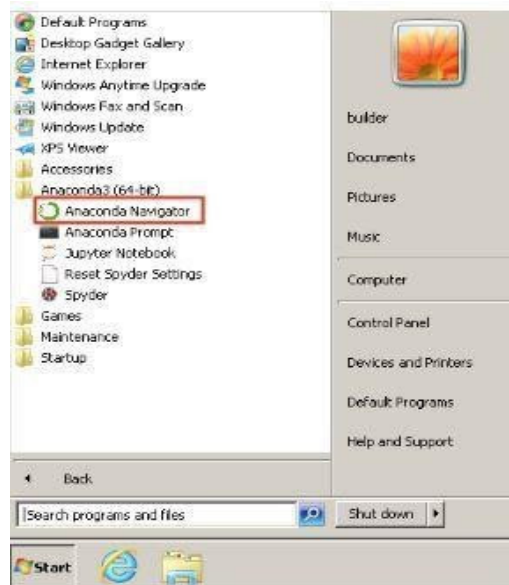 Default Programs
Desktop Gadget Gallery
Internet Explorer
Windows Anytime Upgrade
Windows Fax and Scan
Windows Update
XPS Viewer
Accessories
Anaconda3 (64-bit)
Anaconda Navigator
Anaconda Prompt
Jupyter Notebook
Reset Spyder Settings
Spyder
Games
Maintenance
Startup
Back
Search programs and files
builder
Documents
Pictures
Music
Computer
Control Panel
Devices and Printers
Default Programs
Help and Support
Shut down
Start